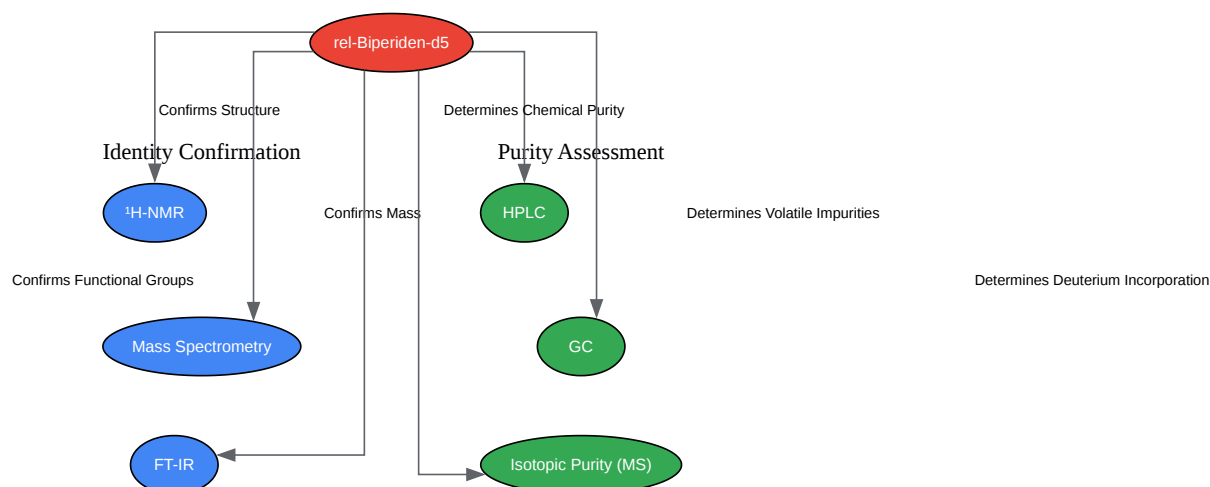 rel-Biperiden-d5
Confirms Structure
Determines Chemical Purity
Identity Confirmation
Purity Assessment
¹H-NMR
Confirms Mass
HPLC
Determines Volatile Impurities
Confirms Functional Groups
Determines Deuterium Incorporation
Mass Spectrometry
GC
FT-IR
Isotopic Purity (MS)